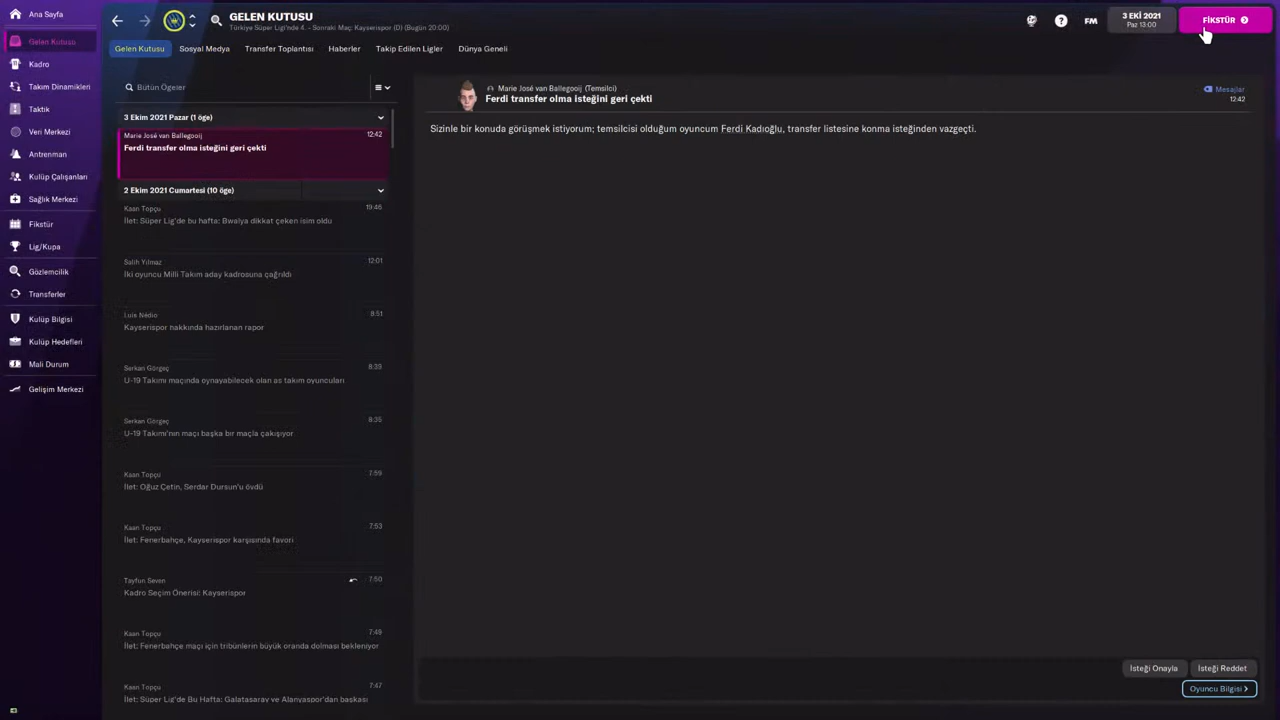 Ana Sayfa
Gelen Kutusu
Kadro
Takım Dinamikleri
Taktik
Veri Merkezi
Antrenman
Kulüp Çalışanları
Sağlık Merkezi
Fikstür
Lig/Kupa
Gözlemcilik
Transferler
Kulüp Bilgisi
Kulüp Hedefleri
Mali Durum
Gelişim Merkezi
GELEN KUTUSU
Türkiye Süper Ligi'nde 4. - Sonraki Maç: Kayserispor (D) (Bugün 20:00)
FM
3 EKİ 2021
Paz 13:00
FİKSTÜR
Gelen Kutusu Sosyal Medya Transfer Toplantısı Haberler Takip Edilen Ligler Dünya Geneli
Bütün Ögeler
3 Ekim 2021 Pazar (1 öge)
Marie José van Ballegooij 12:42
Ferdi transfer olma isteğini geri çekti
2 Ekim 2021 Cumartesi (10 öge)
Kaan Topçu 19:46
İlet: Süper Lig'de bu hafta: Bwalya dikkat çeken isim oldu
Salih Yılmaz 12:01
İki oyuncu Milli Takım aday kadrosuna çağrıldı
Luis Nédio 8:51
Kayserispor hakkında hazırlanan rapor
Serkan Görgeç 8:39
U-19 Takımı maçında oynayabilecek olan as takım oyuncuları
Serkan Görgeç 8:35
U-19 Takımı'nın maçı başka bir maçla çakışıyor
Kaan Topçu 7:59
İlet: Oğuz Çetin, Serdar Dursun'u övdü
Kaan Topçu 7:53
İlet: Fenerbahçe, Kayserispor karşısında favori
Tayfun Seven 7:50
Kadro Seçim Önerisi: Kayserispor
Kaan Topçu 7:49
İlet: Fenerbahçe maçı için tribünlerin büyük oranda dolması bekleniyor
Kaan Topçu 7:47
İlet: Süper Lig'de Bu Hafta: Galatasaray ve Alanyaspor'dan başkası
Marie José van Ballegooij (Temsilci)
Ferdi transfer olma isteğini geri çekti
Mesajlar
12:42
Sizinle bir konuda görüşmek istiyorum; temsilcisi olduğum oyuncum Ferdi Kadıoğlu, transfer listesine konma isteğinden vazgeçti.
İsteği Onayla İsteği Reddet
Oyuncu Bilgisi